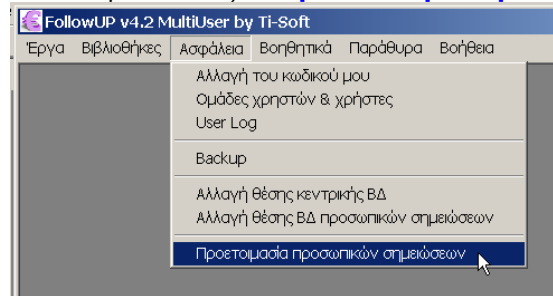 FollowUP v4.2 MultiUser by Ti-Soft
Έργα Βιβλιοθήκες Ασφάλεια Βοηθητικά Παράθυρα Βοήθεια
Αλλαγή του κωδικού μου
Ομάδες χρηστών & χρήστες
User Log
Backup
Αλλαγή θέσης κεντρικής ΒΔ
Αλλαγή θέσης ΒΔ προσωπικών σημειώσεων
Προετοιμασία προσωπικών σημειώσεων